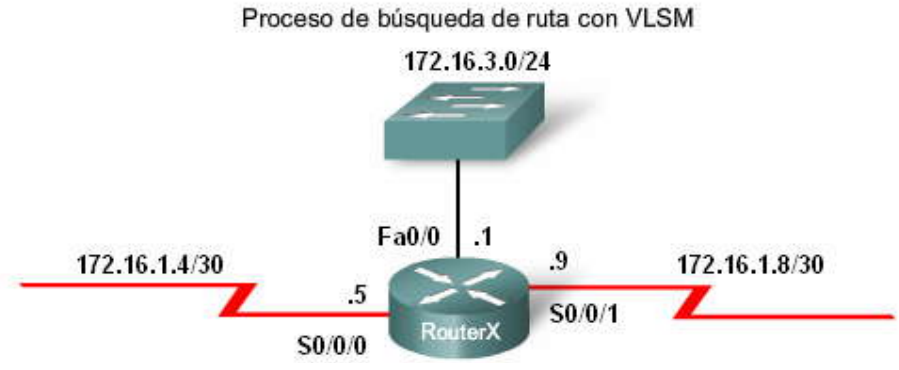 Proceso de búsqueda de ruta con VLSM
172.16.3.0/24
Fa0/0 .1
172.16.1.4/30
.9
172.16.1.8/30
.5
S0/0/1
RouterX
S0/0/0